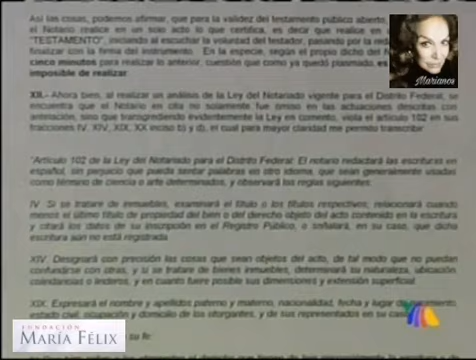 Así las cosas, podemos afirmar, que para la validez del testamento público abierto,
el Notario realice en un solo acto lo que certifica, es decir que realice en u
"TESTAMENTO", iniciando el escuchar la voluntad del testador, pasando por la reda
finalizar con la firma del instrumento. En la especie, según el propio dicho del
cinco minutos para realizar lo anterior, cuestión que como ya quedó plasmado, es
imposible de realizar.
XII.- Ahora bien, al realizar un análisis de la Ley del Notariado vigente para el Distrito Federal, se
encuentra que el Notario en cita no solamente fue omiso en las actuaciones descritas con
antelación, sino que transgrediendo evidentemente la Ley en comento, viola el artículo 102 en sus
fracciones IV, XIV, XIX, XX inciso b) y d), el cual para mayor claridad me permito transcribir:
"Artículo 102 de la Ley del Notariado para el Distrito Federal: El notario redactará las escrituras en
español, sin perjuicio que pueda sentar palabras en otro idioma, que sean generalmente usadas
como término de ciencia o arte determinados, y observará las reglas siguientes:
IV. Si se tratare de inmuebles, examinará el título o los títulos respectivos; relacionará cuando
menos el último título de propiedad del bien o del derecho objeto del acto contenido en la escritura
y citará los datos de su inscripción en el Registro Público, o señalará, en su caso, que dicha
escritura aún no está registrada.
XIV. Designará con precisión las cosas que sean objetos del acto, de tal modo que no puedan
confundirse con otras, y si se tratare de bienes inmuebles, determinará su naturaleza, ubicación
colindancias o linderos, y en cuanto fuere posible sus dimensiones y extensión superficial.
XIX. Expresará el nombre y apellidos paterno y materno, nacionalidad, fecha y lugar de
estado civil, ocupación y domicilio de los otorgantes, y de sus representados en su caso
su fe:
Marianos
FUNDACIÓN
MARÍA FÉLIX